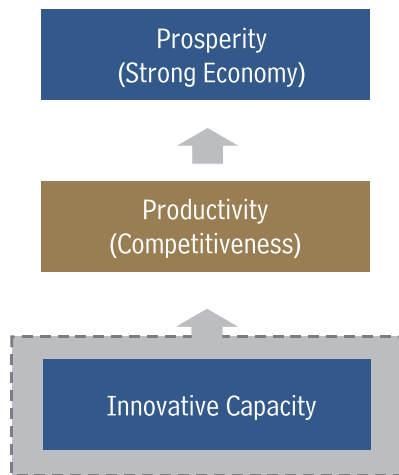 Prosperity
(Strong Economy)
Productivity
(Competitiveness)
Innovative Capacity